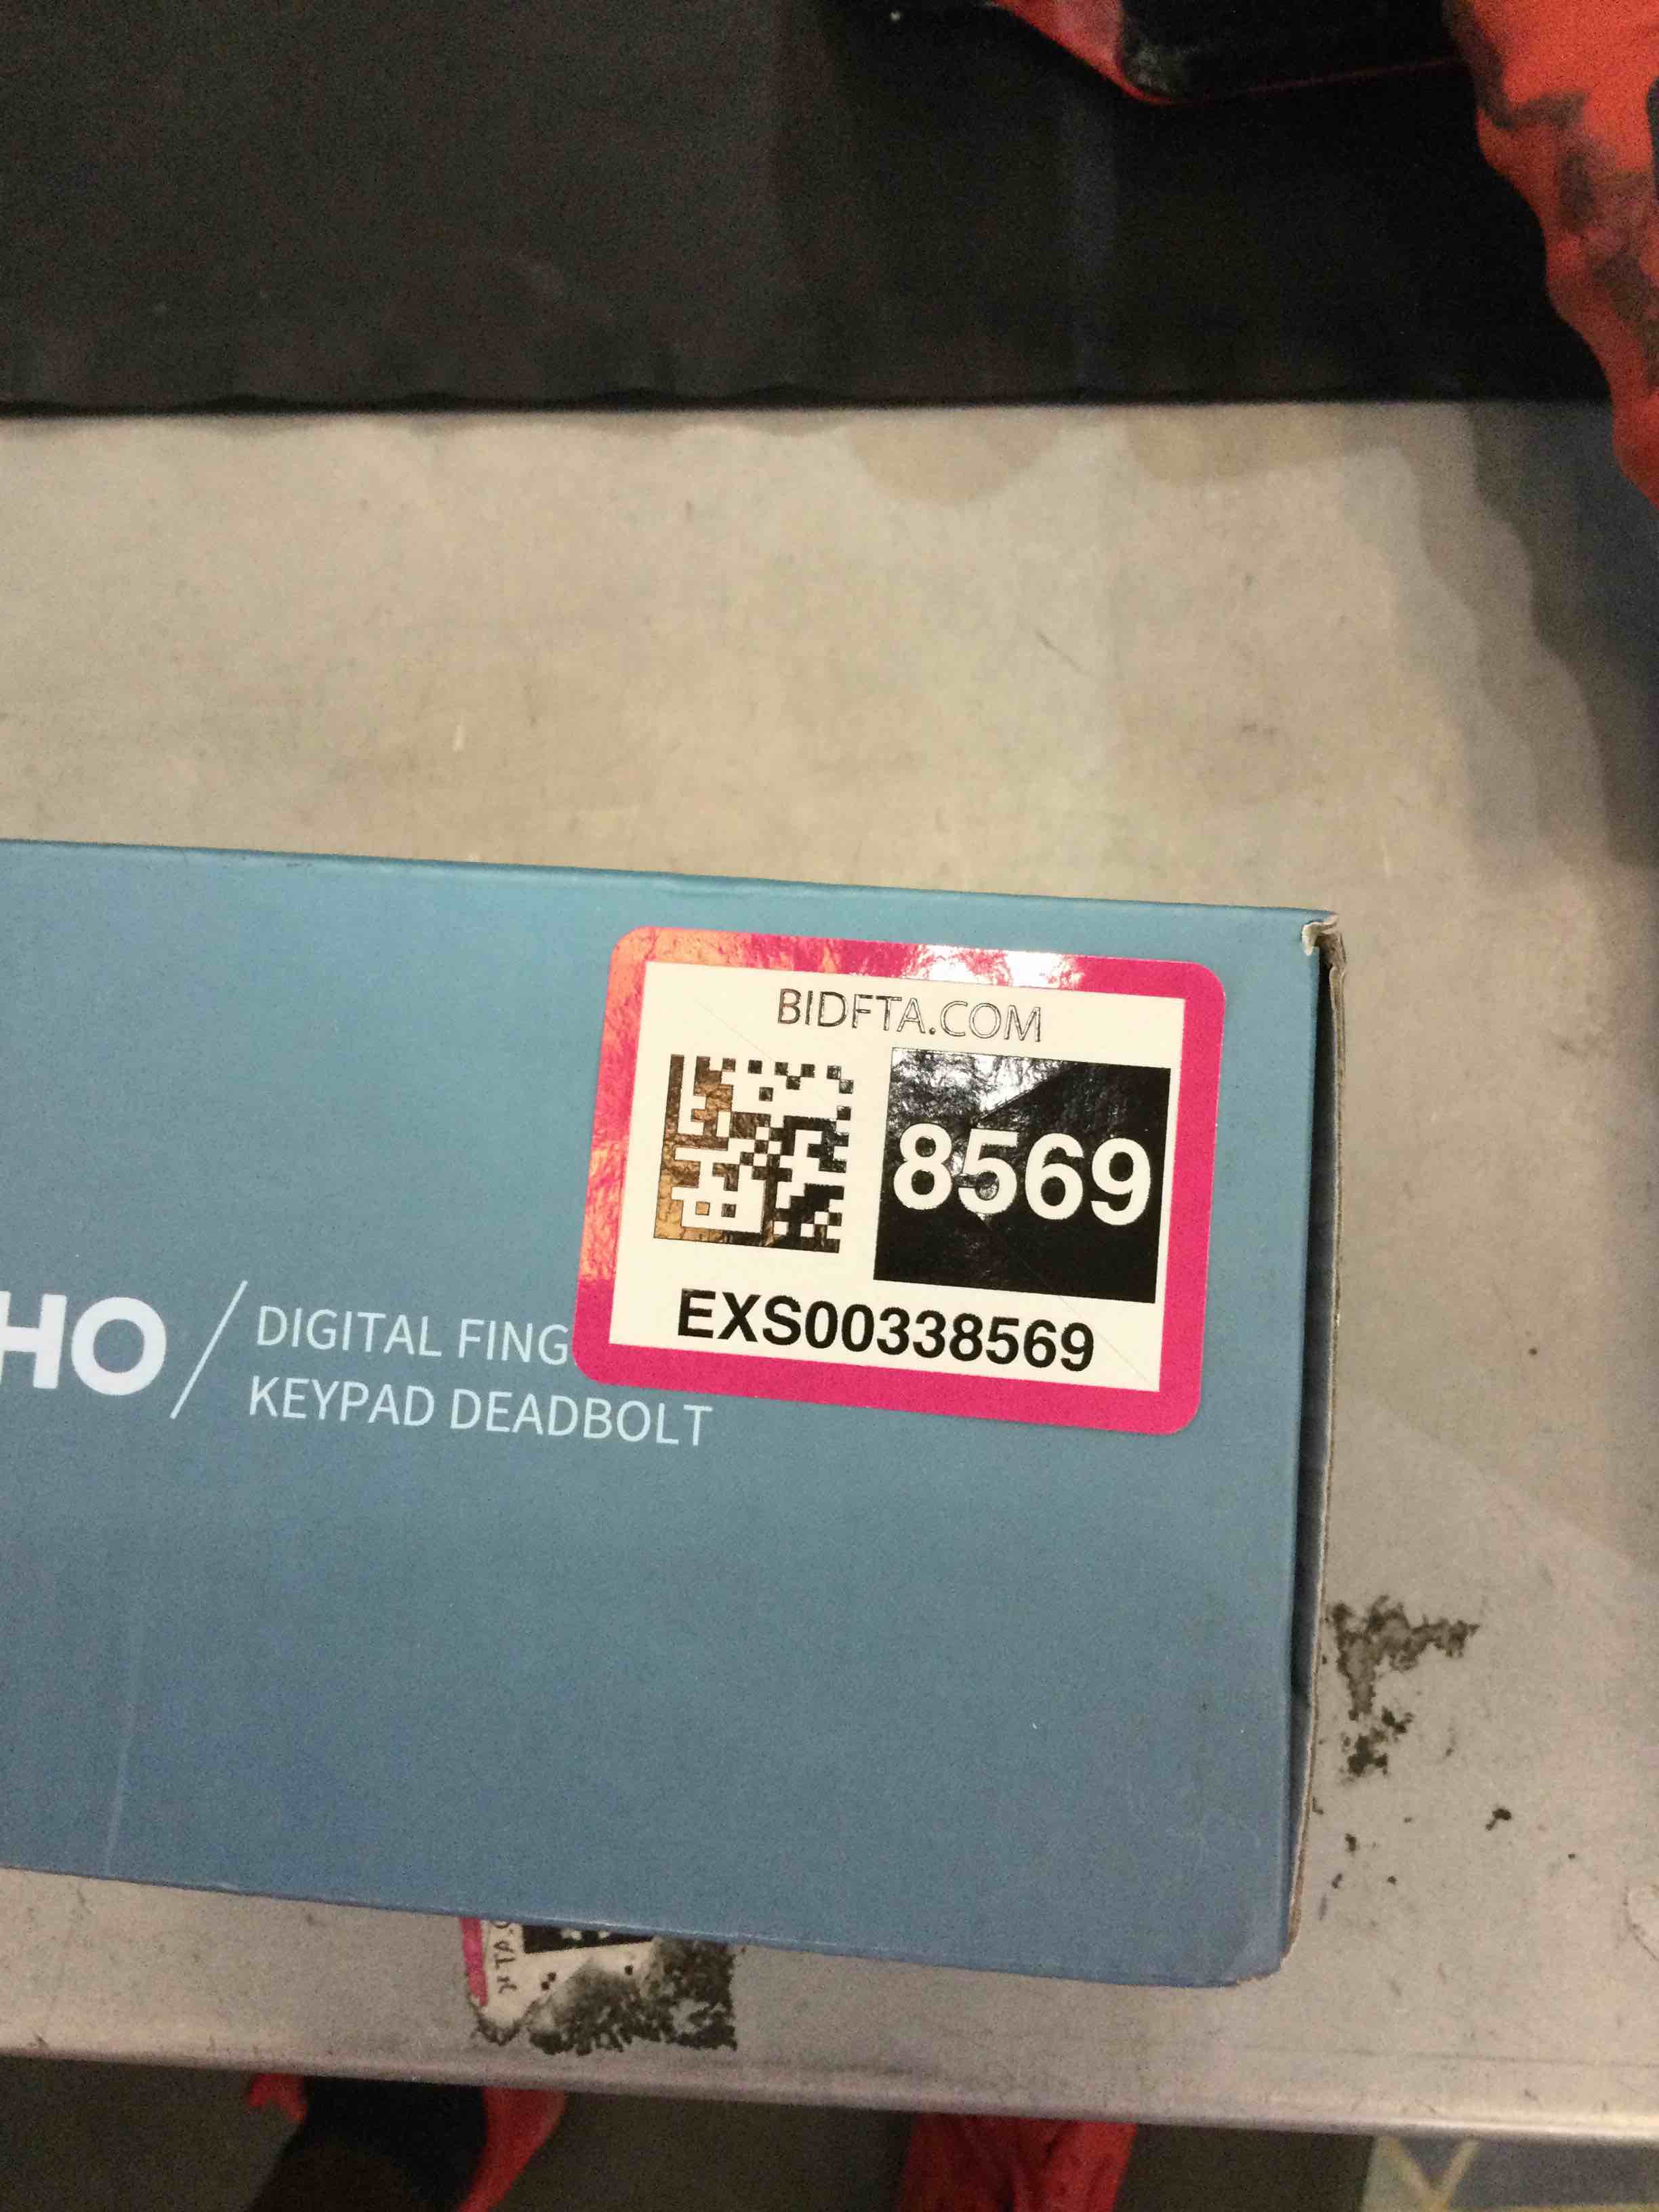 BIDFTA.COM
8569
EXS00338569
HO / DIGITAL FING
KEYPAD DEADBOLT